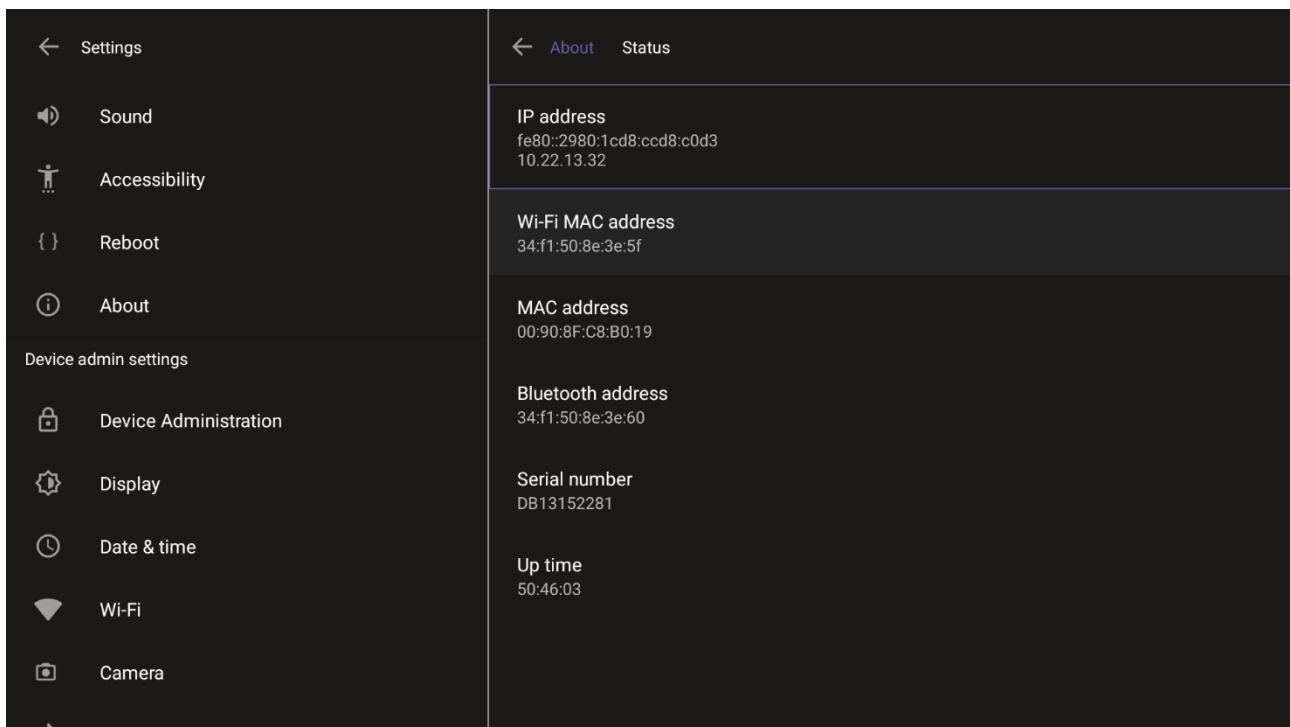 Settings
Sound
Accessibility
{ } Reboot
About
Device admin settings
Device Administration
Display
Date & time
Wi-Fi
Camera
About Status
IP address
fe80::2980:1cd8:ccd8:c0d3
10.22.13.32
Wi-Fi MAC address
34:f1:50:8e:3e:5f
MAC address
00:90:8F:C8:B0:19
Bluetooth address
34:f1:50:8e:3e:60
Serial number
DB13152281
Up time
50:46:03